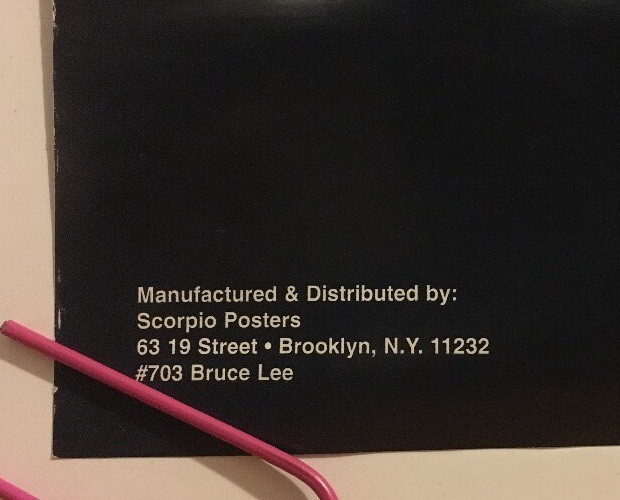 Manufactured & Distributed by:
Scorpio Posters
63 19 Street • Brooklyn, N.Y. 11232
#703 Bruce Lee